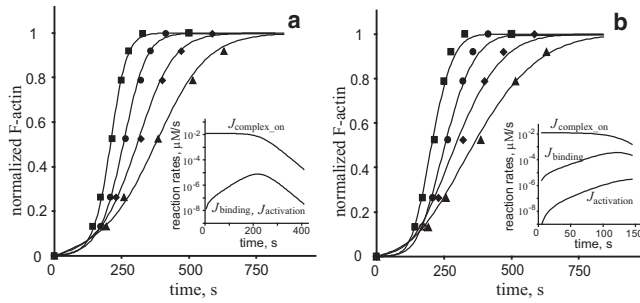 a
normalized F-actin
1
0.8
0.6
0.4
0.2
0
0
250
500
750
time, s
reaction rates, μM/s
10⁻²
10⁻⁴
10⁻⁶
10⁻⁸
J_complex_on
J_binding, J_activation
0
200
400
time, s
b
normalized F-actin
1
0.8
0.6
0.4
0.2
0
0
250
500
750
time, s
reaction rates, μM/s
10⁻²
10⁻⁴
10⁻⁶
10⁻⁸
J_complex_on
J_binding
J_activation
0
50
100
150
time, s